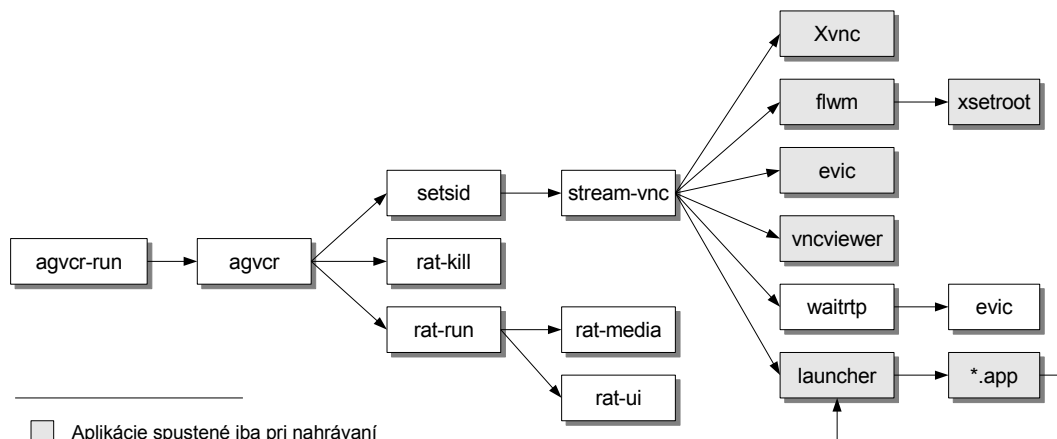 Xvnc
flwm
xsetroot
evic
setsid
stream-vnc
vncviewer
agvcr-run
agvcr
rat-kill
waitrtp
evic
rat-run
rat-media
launcher
*.app
rat-ui
Aplikácie spustené iba pri nahrávaní